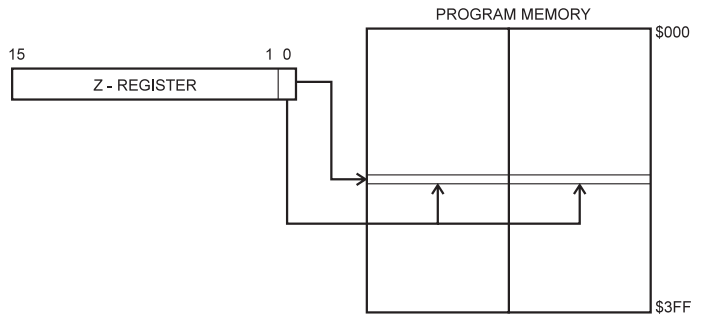 PROGRAM MEMORY
$000
15
1 0
Z - REGISTER
$3FF